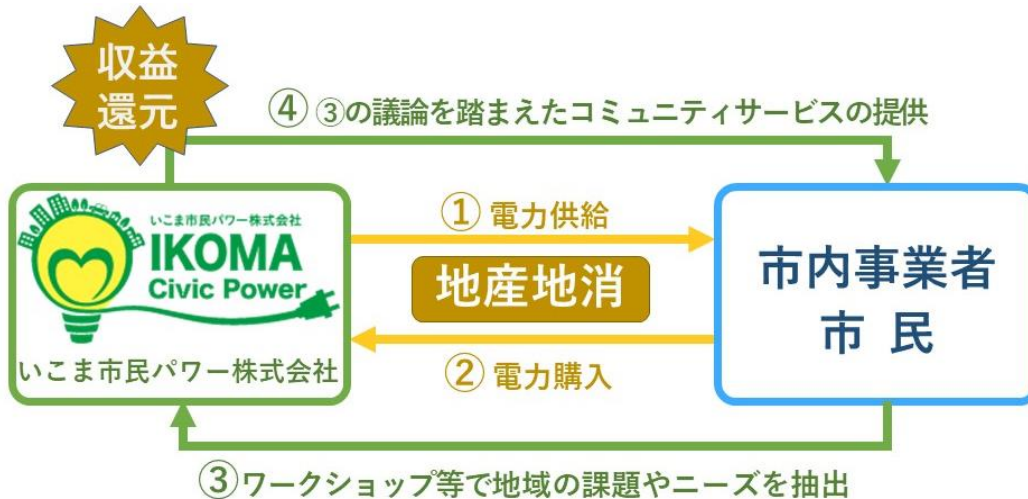 収益
還元
④ ③の議論を踏まえたコミュニティサービスの提供
いこま市民パワー株式会社
IKOMA
Civic Power
いこま市民パワー株式会社
① 電力供給
地産地消
② 電力購入
市内事業者
市 民
③ ワークショップ等で地域の課題やニーズを抽出